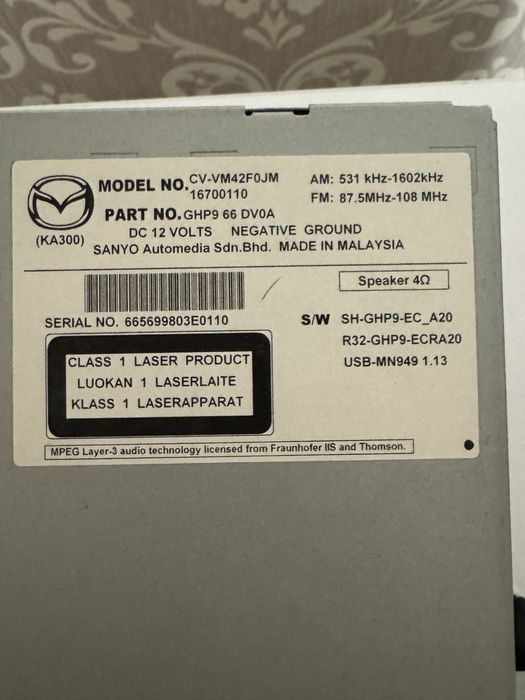 MODEL NO. CV-VM42F0JM
16700110
AM: 531 kHz-1602kHz
FM: 87.5MHz-108 MHz
PART NO. GHP9 66 DV0A
(KA300)
DC 12 VOLTS NEGATIVE GROUND
SANYO Automedia Sdn.Bhd. MADE IN MALAYSIA
Speaker 4Ω
SERIAL NO. 665699803E0110
S/W SH-GHP9-EC_A20
R32-GHP9-ECRA20
USB-MN949 1.13
CLASS 1 LASER PRODUCT
LUOKAN 1 LASERLAITE
KLASS 1 LASERAPPARAT
MPEG Layer-3 audio technology licensed from Fraunhofer IIS and Thomson.